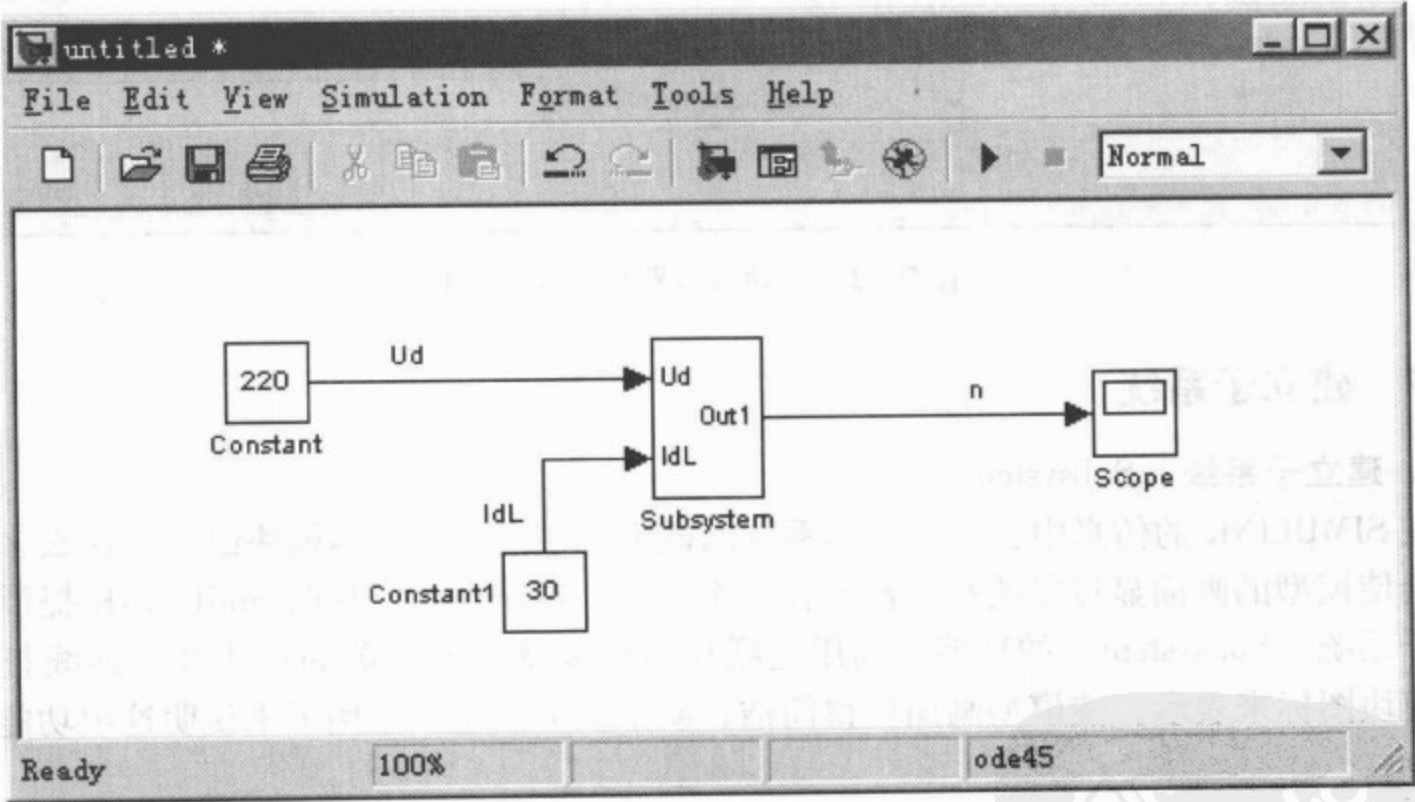 untitled *
File Edit View Simulation Format Tools Help
Normal
Ud
220
Ud
n
Out1
Constant
IdL
Scope
IdL
Subsystem
Constant1
30
Ready
100%
ode45